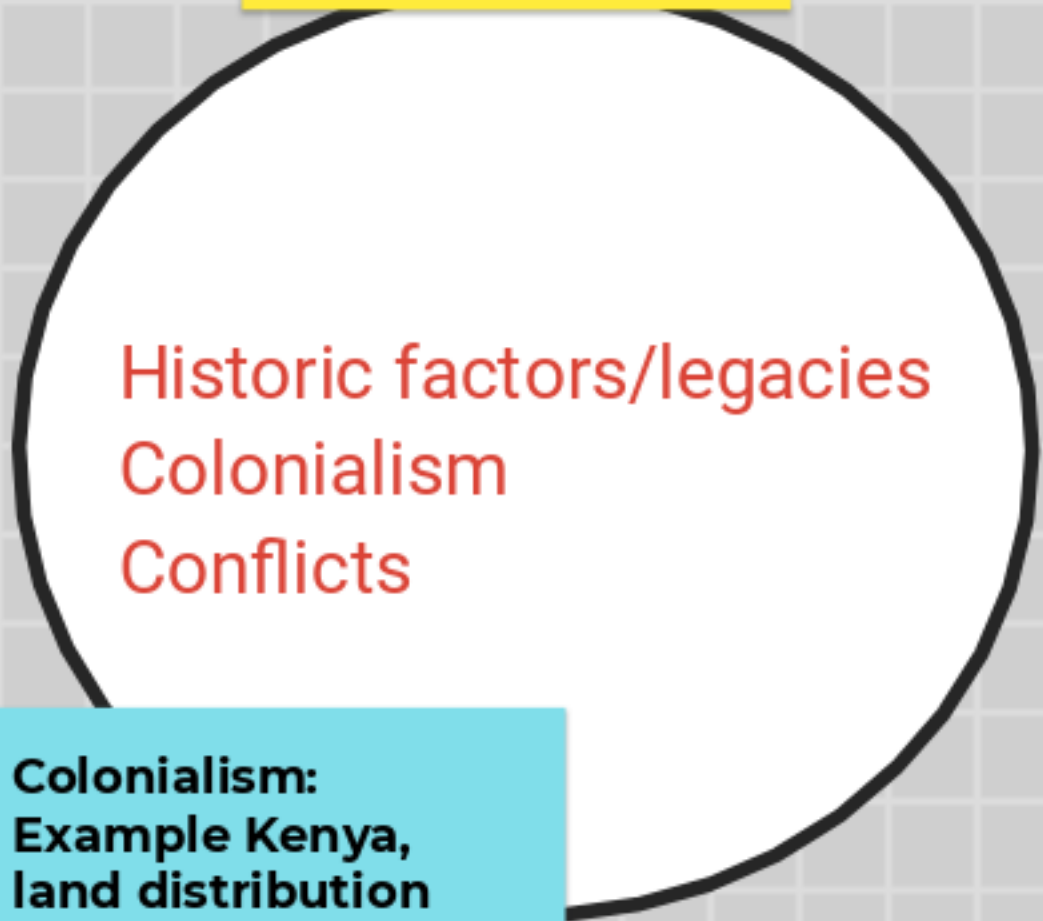 Historic factors/legacies
Colonialism
Conflicts
Colonialism:
Example Kenya,
land distribution